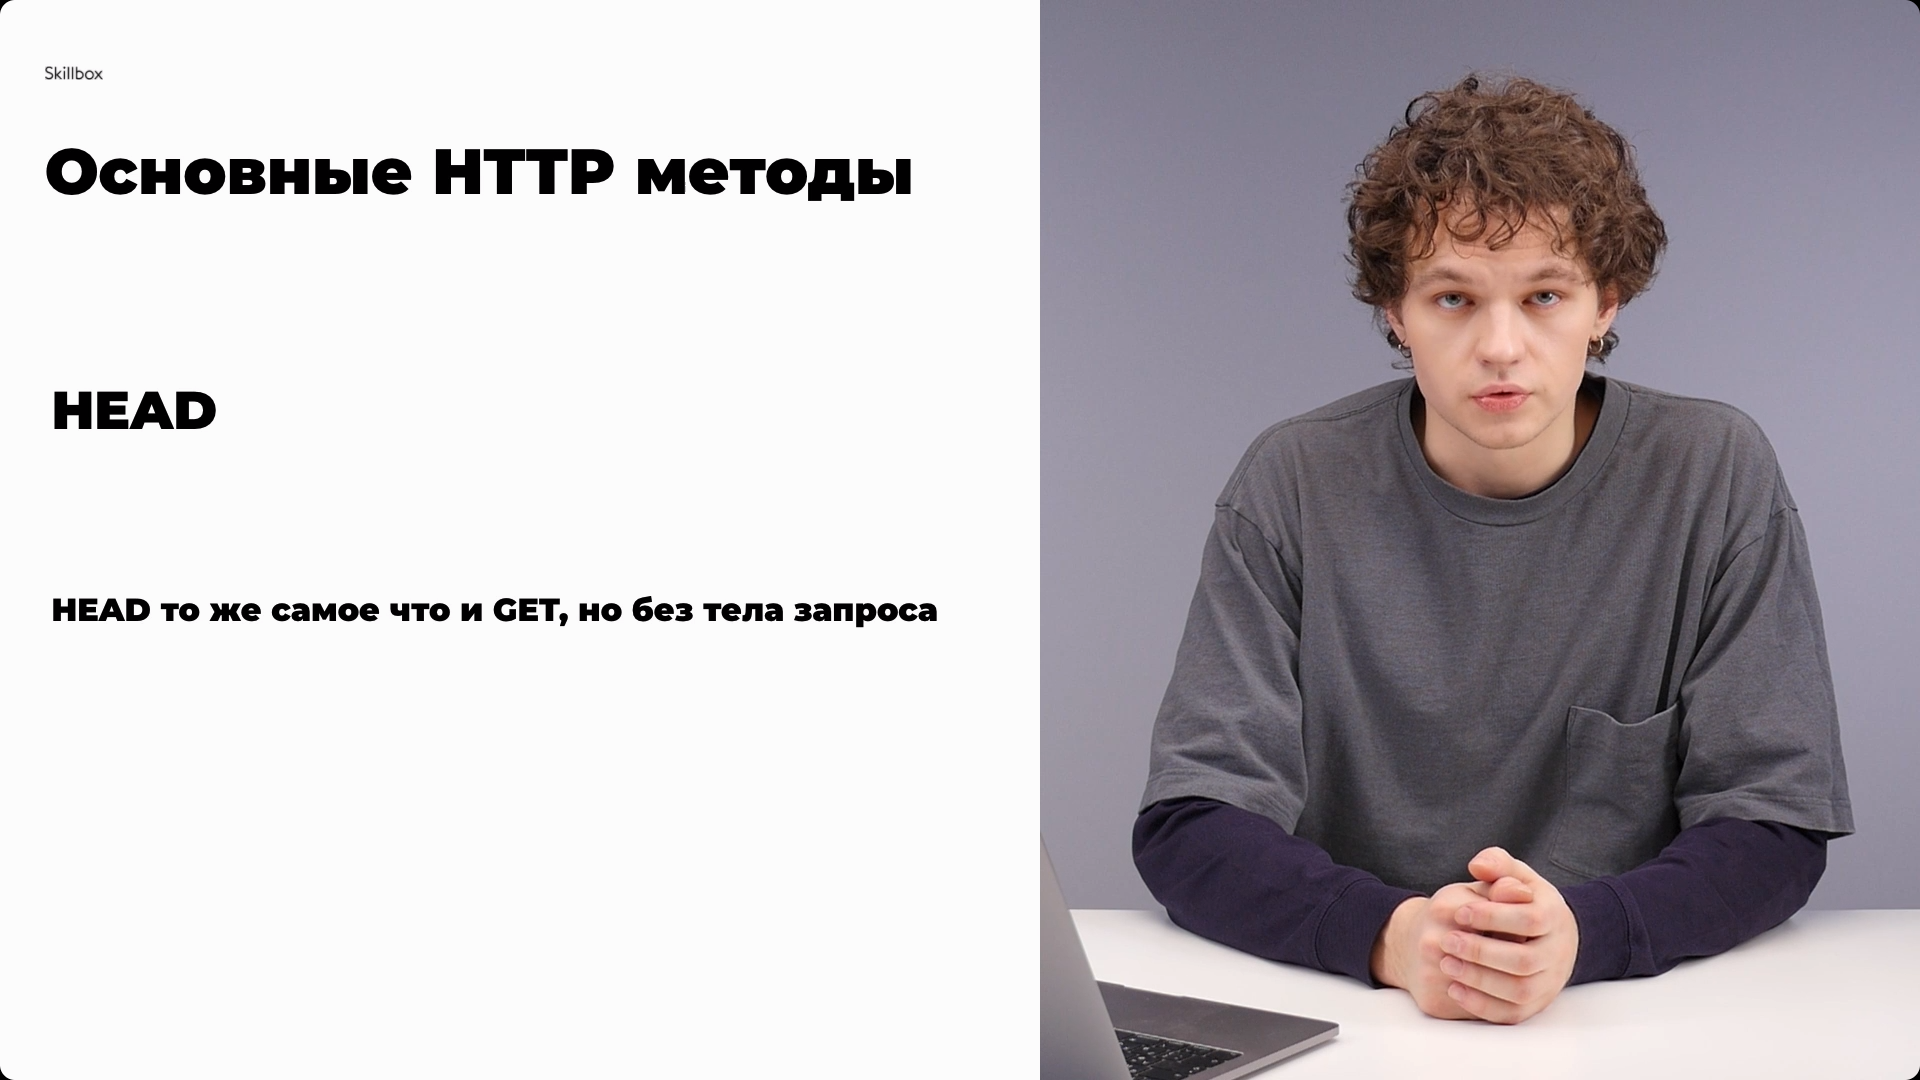 Skillbox
Основные HTTP методы
HEAD
HEAD то же самое что и GET, но без тела запроса